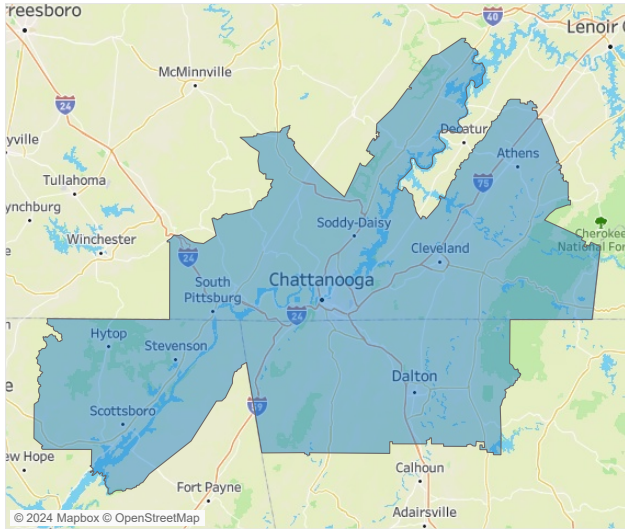 reesboro
40
Lenoir C
McMinnville
24
yville
Decatur
Athens
75
Tullahoma
ynchburg
Soddy-Daisy
Cherokee
National Fore
Winchester
e
24
Cleveland
South
Pittsburg
Chattanooga
24
n
Hytop
Stevenson
e
Dalton
59
Scottsboro
ew Hope
Calhoun
Fort Payne
Adairsville
© 2024 Mapbox © OpenStreetMap